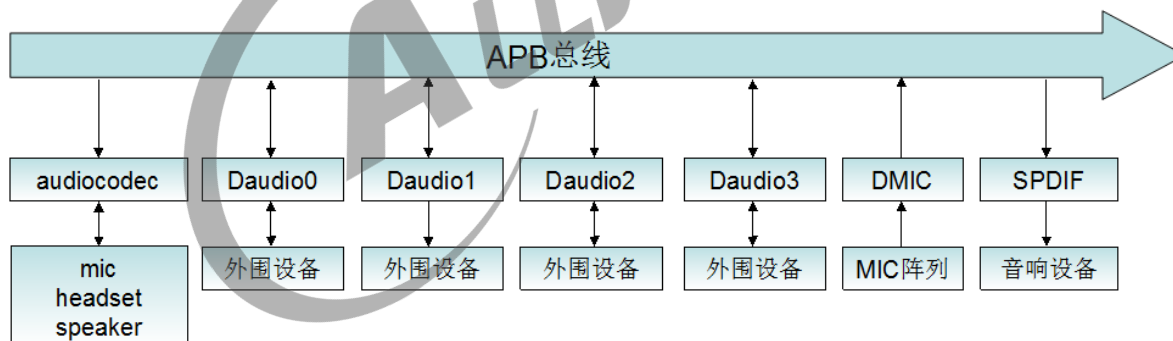 APB总线
audiocodec
Daudio0
Daudio1
Daudio2
Daudio3
DMIC
SPDIF
mic
headset
speaker
外围设备
外围设备
外围设备
外围设备
MIC阵列
音响设备